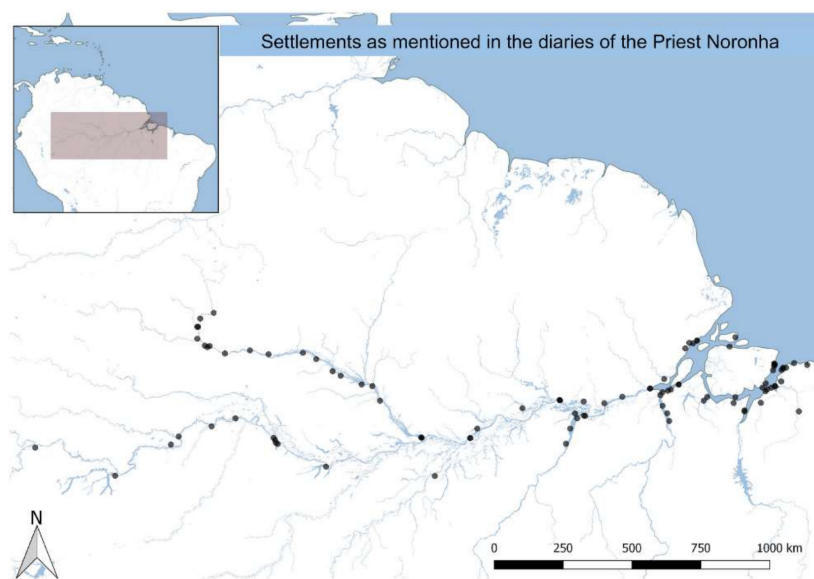 Settlements as mentioned in the diaries of the Priest Noronha
N
0 250 500 750 1000 km